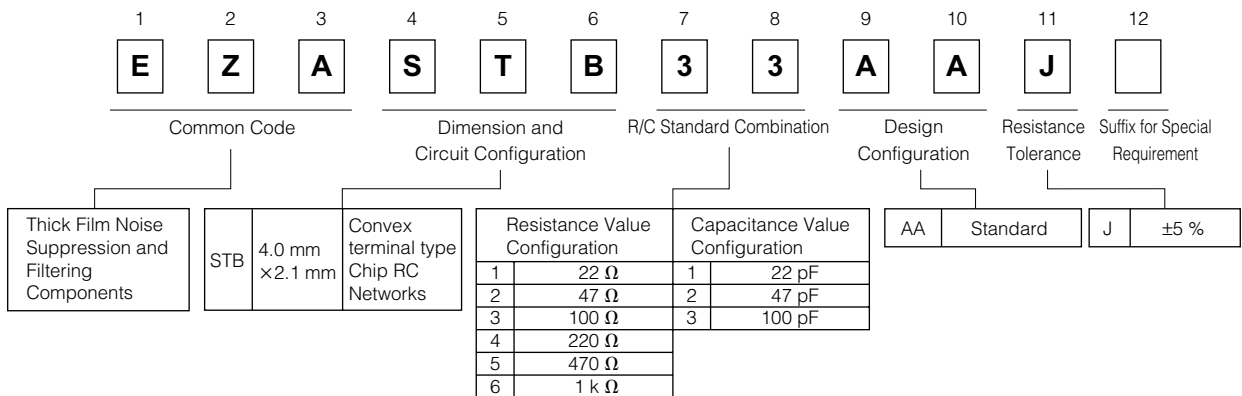 1 2 3 4 5 6 7 8 9 10 11 12
E Z A S T B 3 3 A A J
Common Code
Dimension and
Circuit Configuration
R/C Standard Combination
Design
Configuration
Resistance
Tolerance
Suffix for Special
Requirement
Thick Film Noise
Suppression and
Filtering
Components
STB
4.0 mm
×2.1 mm
Convex
terminal type
Chip RC
Networks
Resistance Value
Configuration
1 22 Ω
2 47 Ω
3 100 Ω
4 220 Ω
5 470 Ω
6 1 k Ω
Capacitance Value
Configuration
1 22 pF
2 47 pF
3 100 pF
AA Standard
J ±5 %